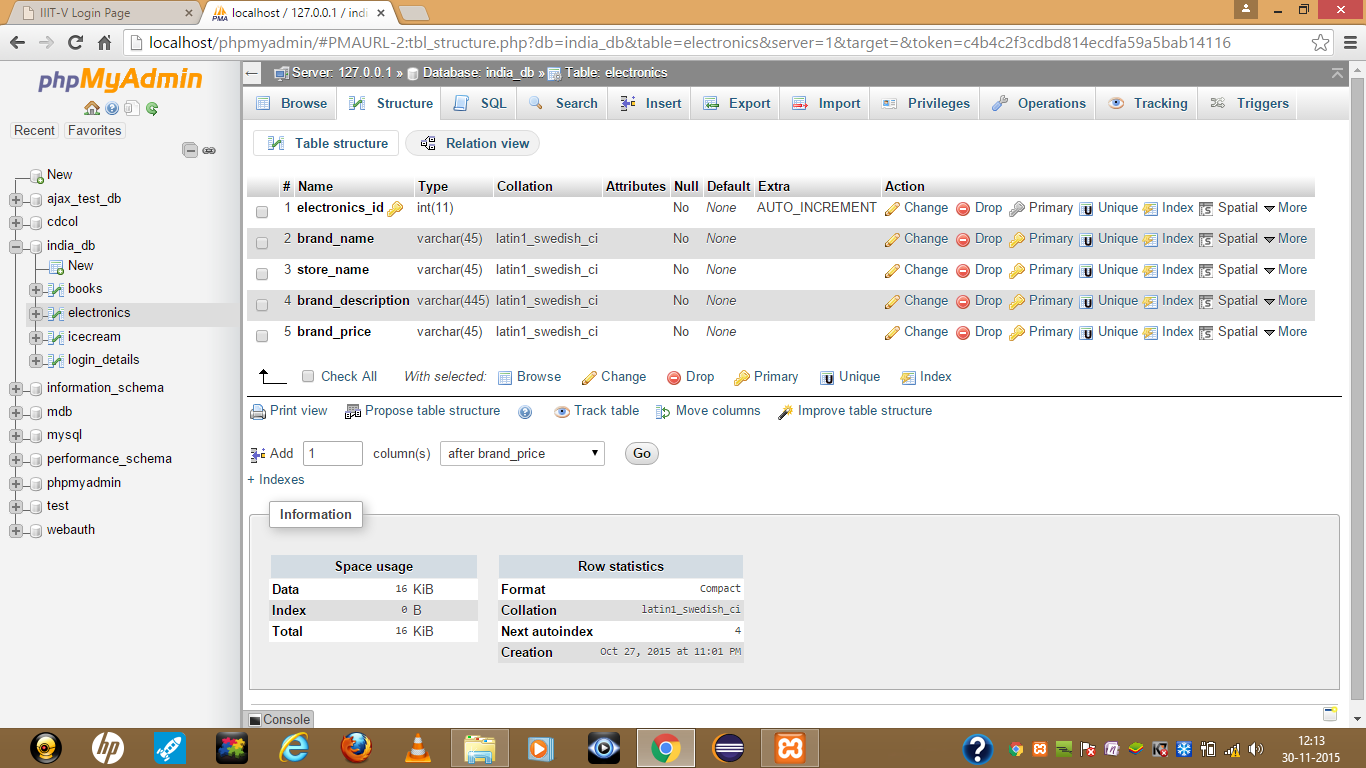 IIIT-V Login Page
localhost / 127.0.0.1 / indi
localhost/phpmyadmin/#PMAURL-2:tbl_structure.php?db=india_db&table=electronics&server=1&target=&token=c4b4c2f3cdbd814ecdfa59a5bab14116
phpMyAdmin
Recent Favorites
New
ajax_test_db
cdcol
india_db
New
books
electronics
icecream
login_details
information_schema
mdb
mysql
performance_schema
phpmyadmin
test
webauth
Server: 127.0.0.1 » Database: india_db » Table: electronics
Browse Structure SQL Search Insert Export Import Privileges Operations Tracking Triggers
Table structure Relation view
# Name Type Collation Attributes Null Default Extra Action
1 electronics_id int(11) No None AUTO_INCREMENT Change Drop Primary Unique Index Spatial More
2 brand_name varchar(45) latin1_swedish_ci No None Change Drop Primary Unique Index Spatial More
3 store_name varchar(45) latin1_swedish_ci No None Change Drop Primary Unique Index Spatial More
4 brand_description varchar(445) latin1_swedish_ci No None Change Drop Primary Unique Index Spatial More
5 brand_price varchar(45) latin1_swedish_ci No None Change Drop Primary Unique Index Spatial More
Check All With selected: Browse Change Drop Primary Unique Index
Print view Propose table structure Track table Move columns Improve table structure
Add 1 column(s) after brand_price Go
+ Indexes
Information
Space usage
Data 16 KiB
Index 0 B
Total 16 KiB
Row statistics
Format Compact
Collation latin1_swedish_ci
Next autoindex 4
Creation Oct 27, 2015 at 11:01 PM
Console
12:13
30-11-2015